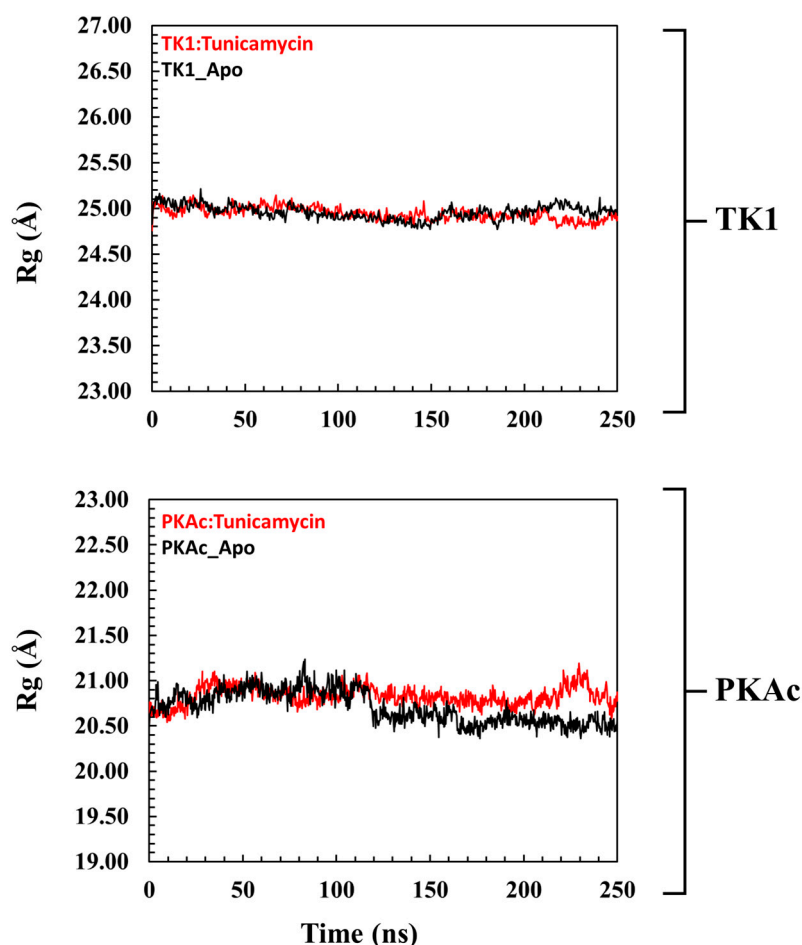 27.00
TK1:Tunicamycin
26.50
TK1_Apo
26.00
25.50
25.00
24.50
24.00
23.50
23.00
Rg (Å)
0 50 100 150 200 250
TK1
23.00
PKAc:Tunicamycin
22.50
PKAc_Apo
22.00
21.50
21.00
20.50
20.00
19.50
19.00
Rg (Å)
0 50 100 150 200 250
PKAc
Time (ns)